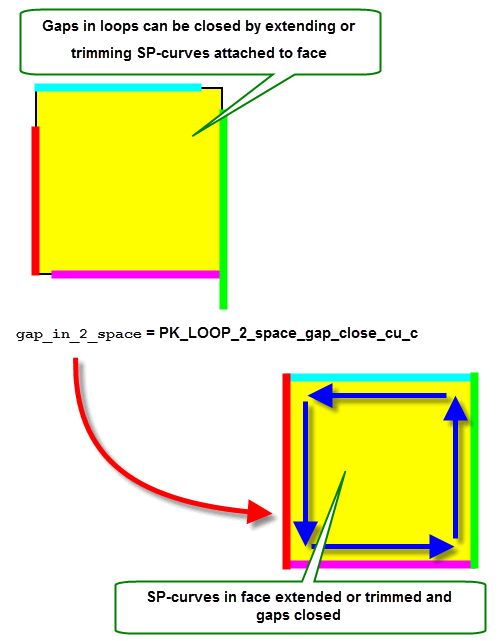 Gaps in loops can be closed by extending or
trimming SP-curves attached to face
gap_in_2_space = PK_LOOP_2_space_gap_close_cu_c
SP-curves in face extended or trimmed and
gaps closed